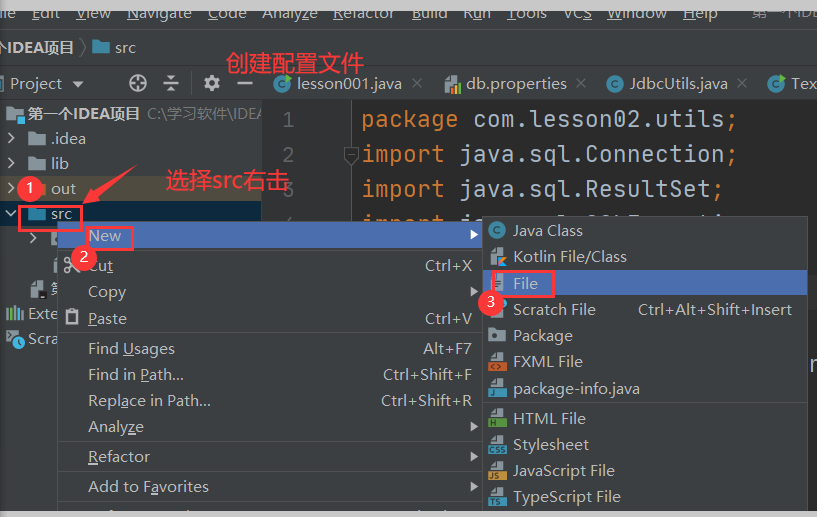 File Edit View Navigate Code Analyze Refactor Build Run Tools VCS Window Help 第一个IDEA
个IDEA项目 src
创建配置文件
Project lesson001.java db.properties JdbcUtils.java Tex
第一个IDEA项目 C:\学习软件\IDEA
.idea
lib
1 out
src
选择src右击
1 package com.lesson02.utils;
2 import java.sql.Connection;
3 import java.sql.ResultSet;
import
New
2
Cut Ctrl+X
Copy
Paste Ctrl+V
Find Usages Alt+F7
Find in Path... Ctrl+Shift+F
Replace in Path... Ctrl+Shift+R
Analyze
Refactor
Add to Favorites
第
Exte
Scra
Java Class
Kotlin File/Class
File
3
Scratch File Ctrl+Alt+Shift+Insert
Package
FXML File
package-info.java
HTML File
Stylesheet
JavaScript File
TypeScript File